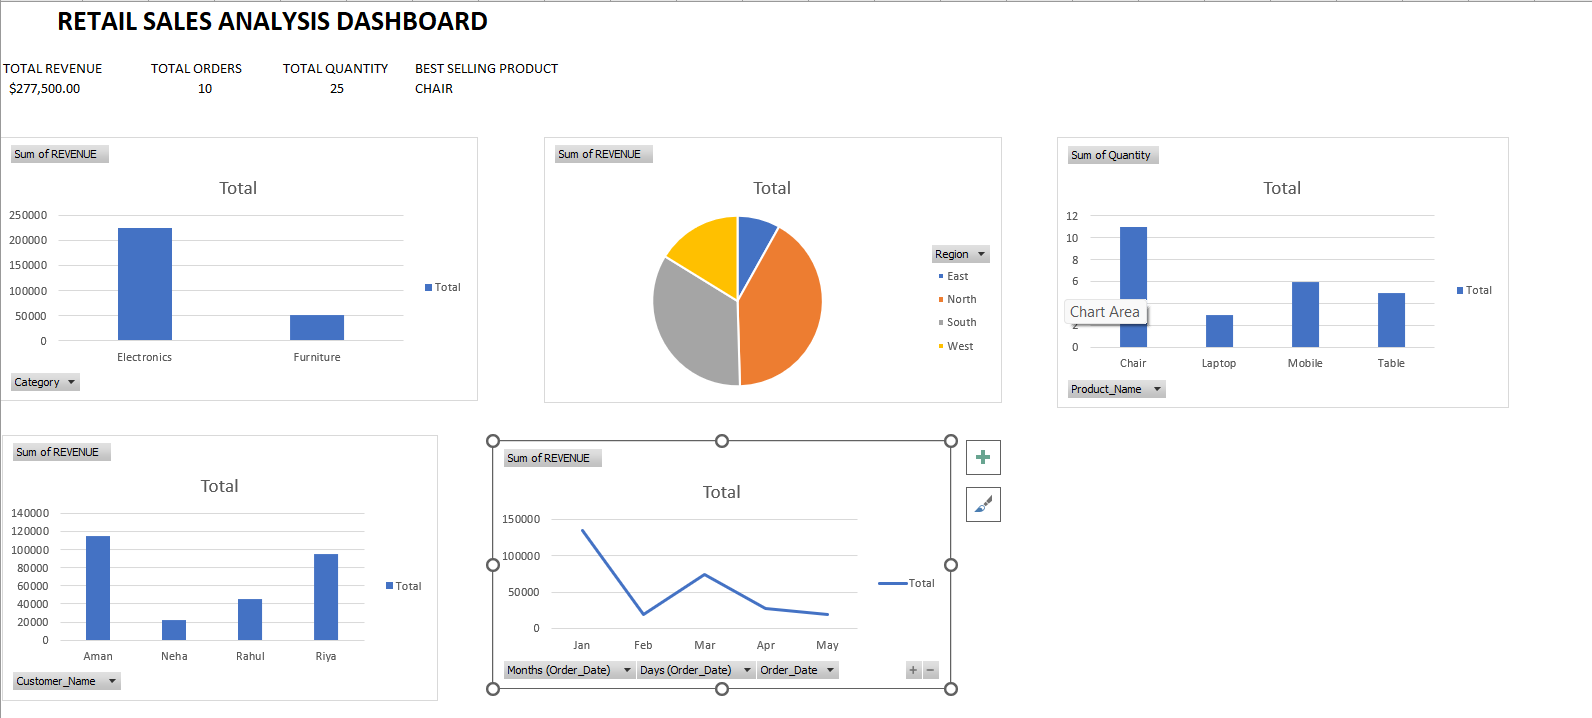 RETAIL SALES ANALYSIS DASHBOARD
TOTAL REVENUE TOTAL ORDERS TOTAL QUANTITY BEST SELLING PRODUCT
$277,500.00 10 25 CHAIR
Sum of REVENUE
Total
250000
200000
150000
100000
50000
0
Electronics Furniture
Total
Category
Sum of REVENUE
Total
Region
East
North
South
West
Sum of Quantity
Total
12
10
8
6
Chart Area
2
0
Chair Laptop Mobile Table
Total
Product_Name
Sum of REVENUE
Total
140000
120000
100000
80000
60000
40000
20000
0
Aman Neha Rahul Riya
Total
Customer_Name
Sum of REVENUE
Total
150000
100000
50000
0
Jan Feb Mar Apr May
Total
Months (Order_Date) Days (Order_Date) Order_Date + −